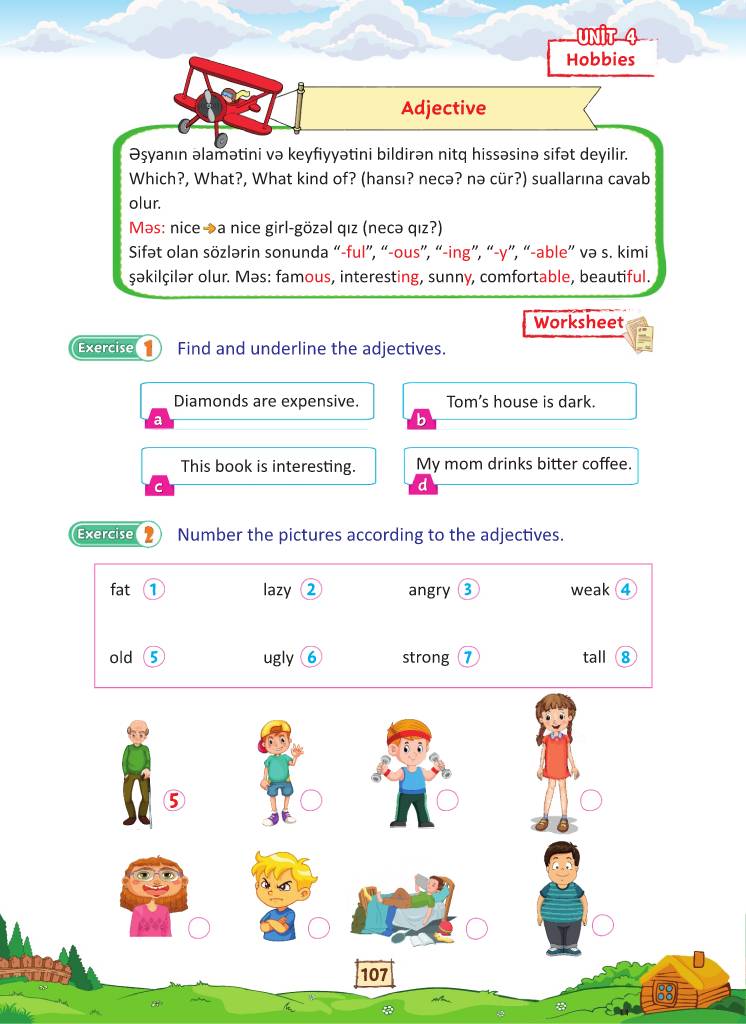 UNİT 4
Hobbies
Adjective
Əşyanın əlamətini və keyfiyyətini bildirən nitq hissəsinə sifət deyilir.
Which?, What?, What kind of? (hansı? necə? nə cür?) suallarına cavab
olur.
Məs: nice ➔ a nice girl-gözəl qız (necə qız?)
Sifət olan sözlərin sonunda “-ful”, “-ous”, “-ing”, “-y”, “-able” və s. kimi
şəkilçilər olur. Məs: famous, interesting, sunny, comfortable, beautiful.
Worksheet
Exercise 1 Find and underline the adjectives.
a Diamonds are expensive.
b Tom’s house is dark.
c This book is interesting.
d My mom drinks bitter coffee.
Exercise 2 Number the pictures according to the adjectives.
fat 1 lazy 2 angry 3 weak 4
old 5 ugly 6 strong 7 tall 8
5
107